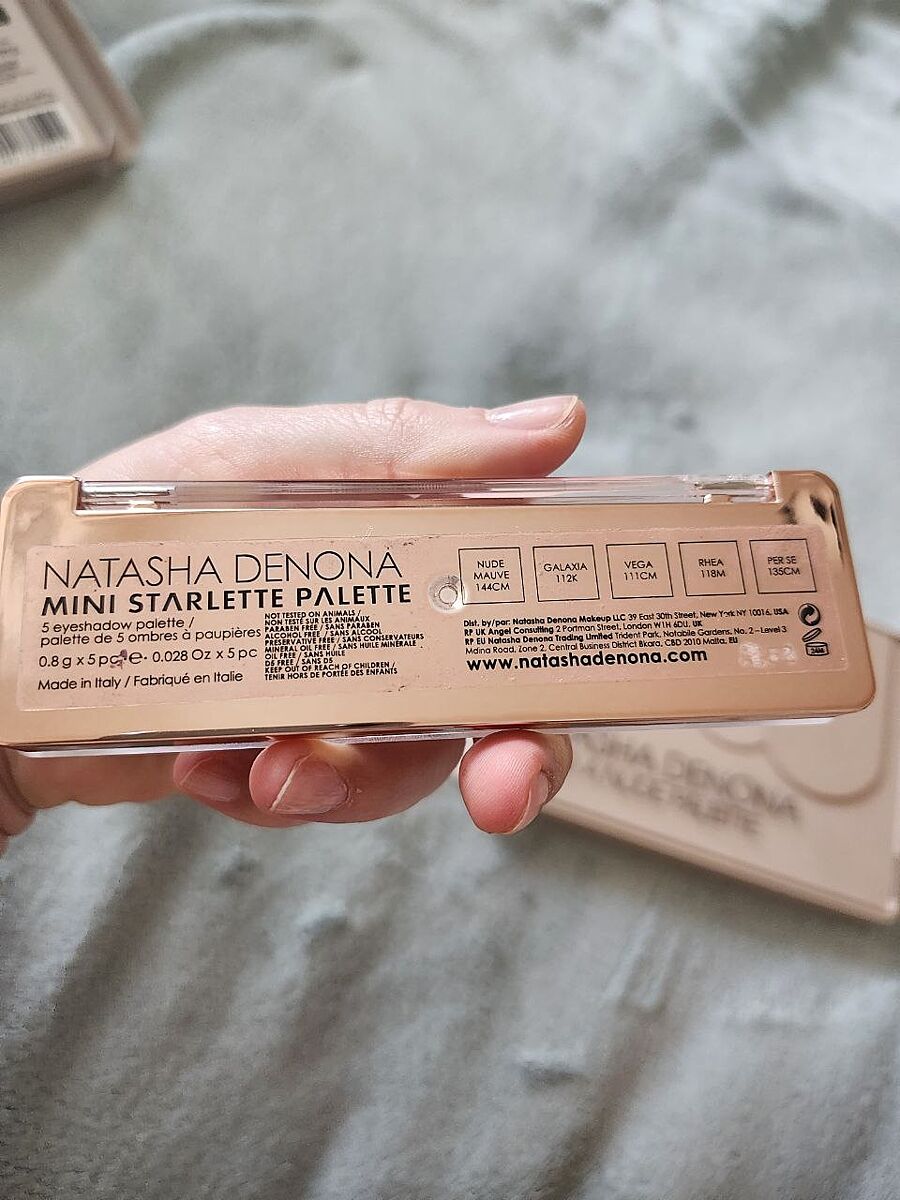 NATASHA DENONA
MINI STARLETTE PALETTE
5 eyeshadow palette /
palette de 5 ombres à paupières
0.8 g x 5 pc e· 0.028 Oz x 5 pc
Made in Italy / Fabriqué en Italie
NOT TESTED ON ANIMALS /
NON TESTÉ SUR LES ANIMAUX
PARABEN FREE / SANS PARABEN
ALCOHOL FREE / SANS ALCOOL
PRESERVATIVE FREE / SANS CONSERVATEURS
MINERAL OIL FREE / SANS HUILE MINERALE
OIL FREE / SANS HUILE
D5 FREE / SANS D5
KEEP OUT OF REACH OF CHILDREN /
TENIR HORS DE PORTÉE DES ENFANTS
NUDE
MAUVE
144CM
GALAXIA
112K
VEGA
111CM
RHEA
118M
PER SE
135CM
Dist. by/par: Natasha Denona Makeup LLC 39 East 30th Street, New York NY 10016, USA
RP UK Angel Consulting 2 Portman Street, London W1H 6DU, UK
RP EU Natasha Denona Trading Limited Trident Park, Notabile Gardens, No. 2 – Level 3
Mdina Road, Zone 2, Central Business District Bkara, CBD 2010 Malta, EU
www.natashadenona.com
24M
SHA DENONA
PALETTE